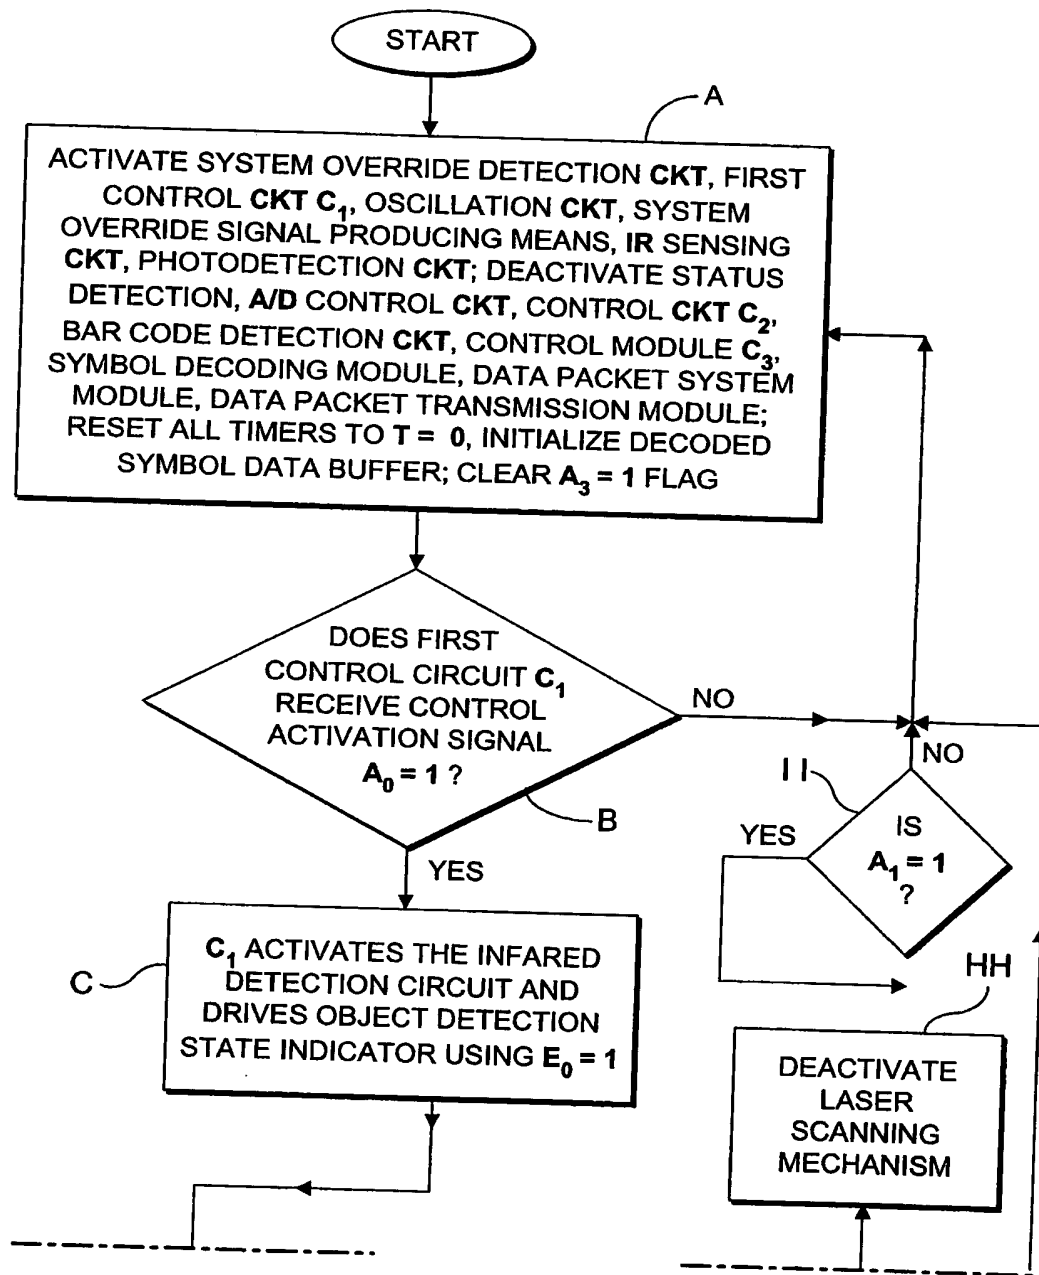 START
A
ACTIVATE SYSTEM OVERRIDE DETECTION CKT, FIRST
CONTROL CKT C₁, OSCILLATION CKT, SYSTEM
OVERRIDE SIGNAL PRODUCING MEANS, IR SENSING
CKT, PHOTODETECTION CKT; DEACTIVATE STATUS
DETECTION, A/D CONTROL CKT, CONTROL CKT C₂,
BAR CODE DETECTION CKT, CONTROL MODULE C₃,
SYMBOL DECODING MODULE, DATA PACKET SYSTEM
MODULE, DATA PACKET TRANSMISSION MODULE;
RESET ALL TIMERS TO T = 0, INITIALIZE DECODED
SYMBOL DATA BUFFER; CLEAR A₃ = 1 FLAG
DOES FIRST
CONTROL CIRCUIT C₁
RECEIVE CONTROL
ACTIVATION SIGNAL
A₀ = 1 ?
NO
B
YES
NO
II
YES
IS
A₁ = 1
?
C
C₁ ACTIVATES THE INFARED
DETECTION CIRCUIT AND
DRIVES OBJECT DETECTION
STATE INDICATOR USING E₀ = 1
HH
DEACTIVATE
LASER
SCANNING
MECHANISM